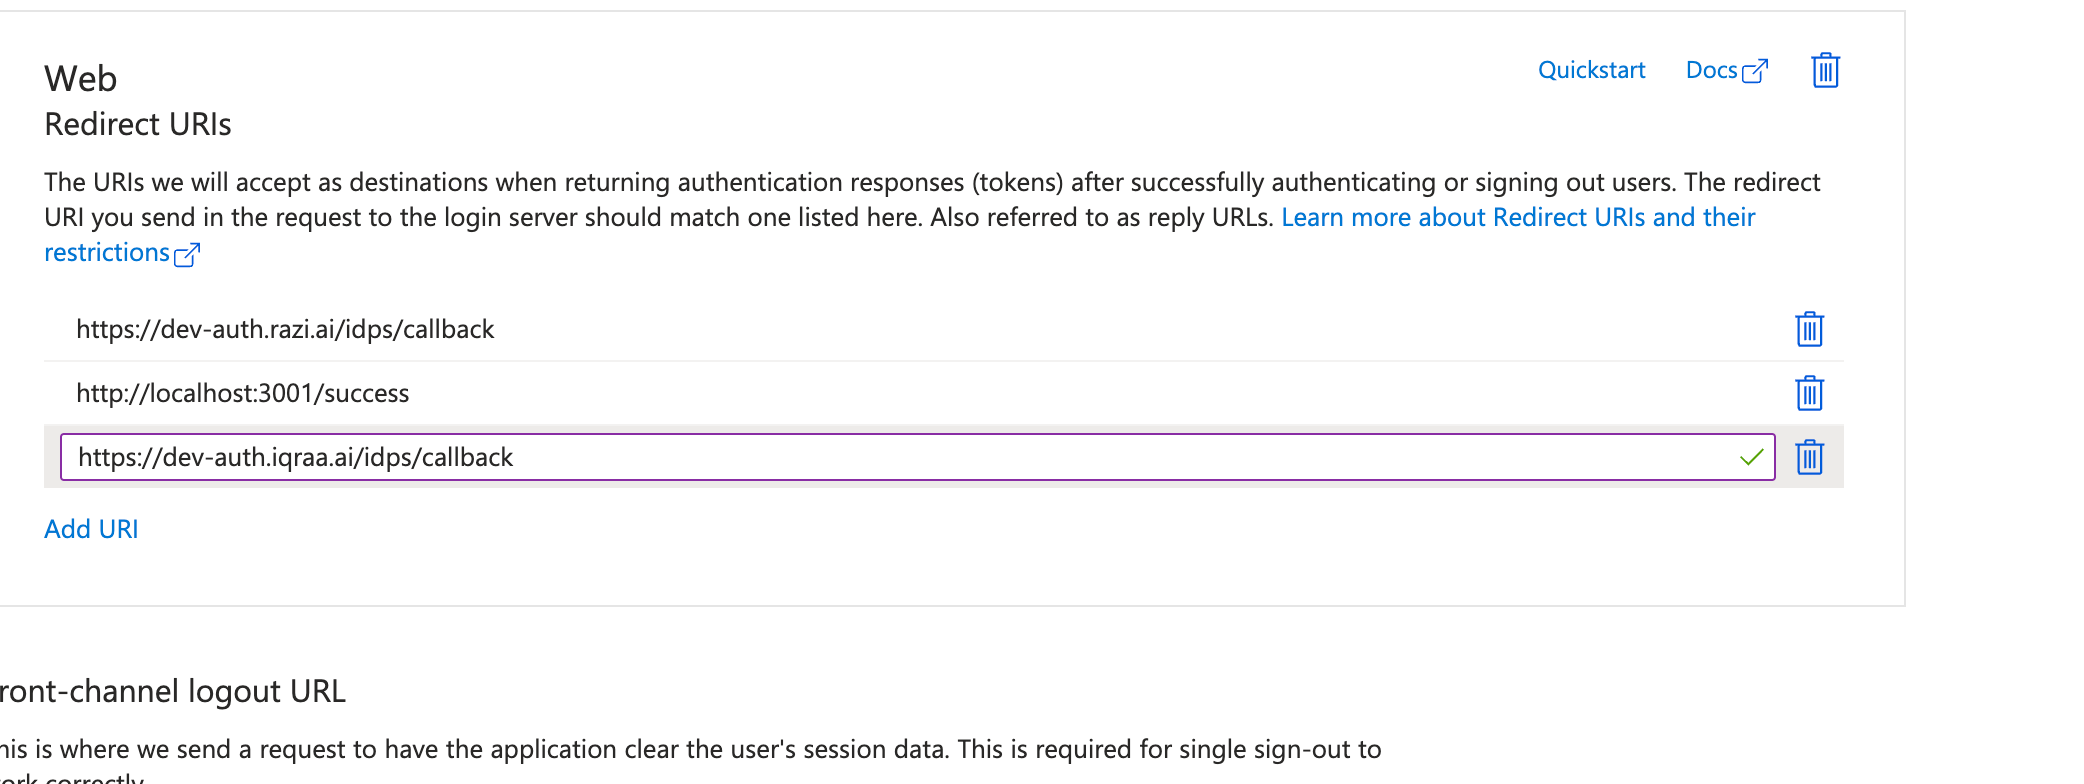 Web
Quickstart
Docs
Redirect URIs
The URIs we will accept as destinations when returning authentication responses (tokens) after successfully authenticating or signing out users. The redirect
URI you send in the request to the login server should match one listed here. Also referred to as reply URLs. Learn more about Redirect URIs and their
restrictions
https://dev-auth.razi.ai/idps/callback
http://localhost:3001/success
https://dev-auth.iqraa.ai/idps/callback
Add URI
ront-channel logout URL
his is where we send a request to have the application clear the user's session data. This is required for single sign-out to
ork correctly.